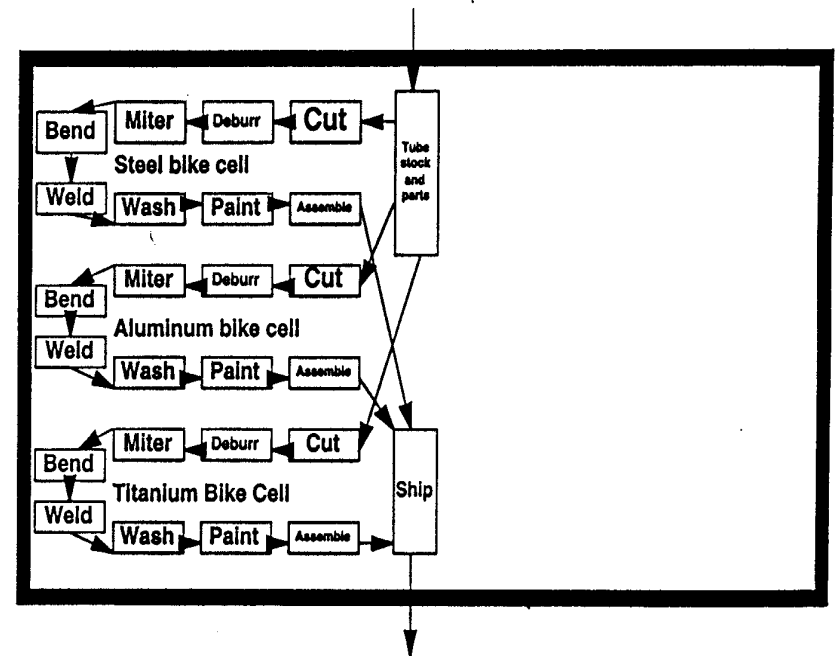 Bend
Miter
Deburr
Cut
Tube
stock
and
parts
Steel bike cell
Weld
Wash
Paint
Assemble
Bend
Miter
Deburr
Cut
Aluminum bike cell
Weld
Wash
Paint
Assemble
Bend
Miter
Deburr
Cut
Ship
Titanium Bike Cell
Weld
Wash
Paint
Assemble